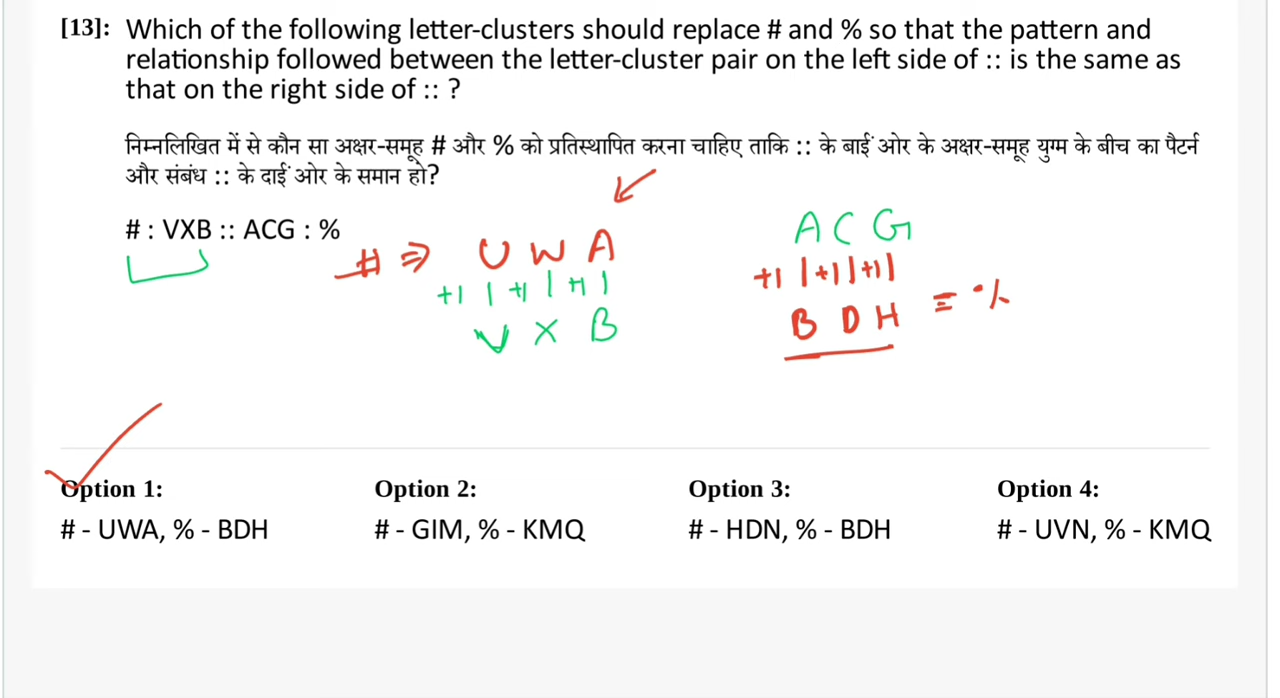 [13]: Which of the following letter-clusters should replace # and % so that the pattern and
relationship followed between the letter-cluster pair on the left side of :: is the same as
that on the right side of :: ?
निम्नलिखित में से कौन सा अक्षर-समूह # और % को प्रतिस्थापित करना चाहिए ताकि :: के बाईं ओर के अक्षर-समूह युग्म के बीच का पैटर्न
और संबंध :: के दाईं ओर के समान हो?
# : VXB :: ACG : %
# ⇒ U W A
+1 | +1 | +1 |
V X B
A C G
+1 | +1 | +1 |
B D H = %
Option 1:
# - UWA, % - BDH
Option 2:
# - GIM, % - KMQ
Option 3:
# - HDN, % - BDH
Option 4:
# - UVN, % - KMQ